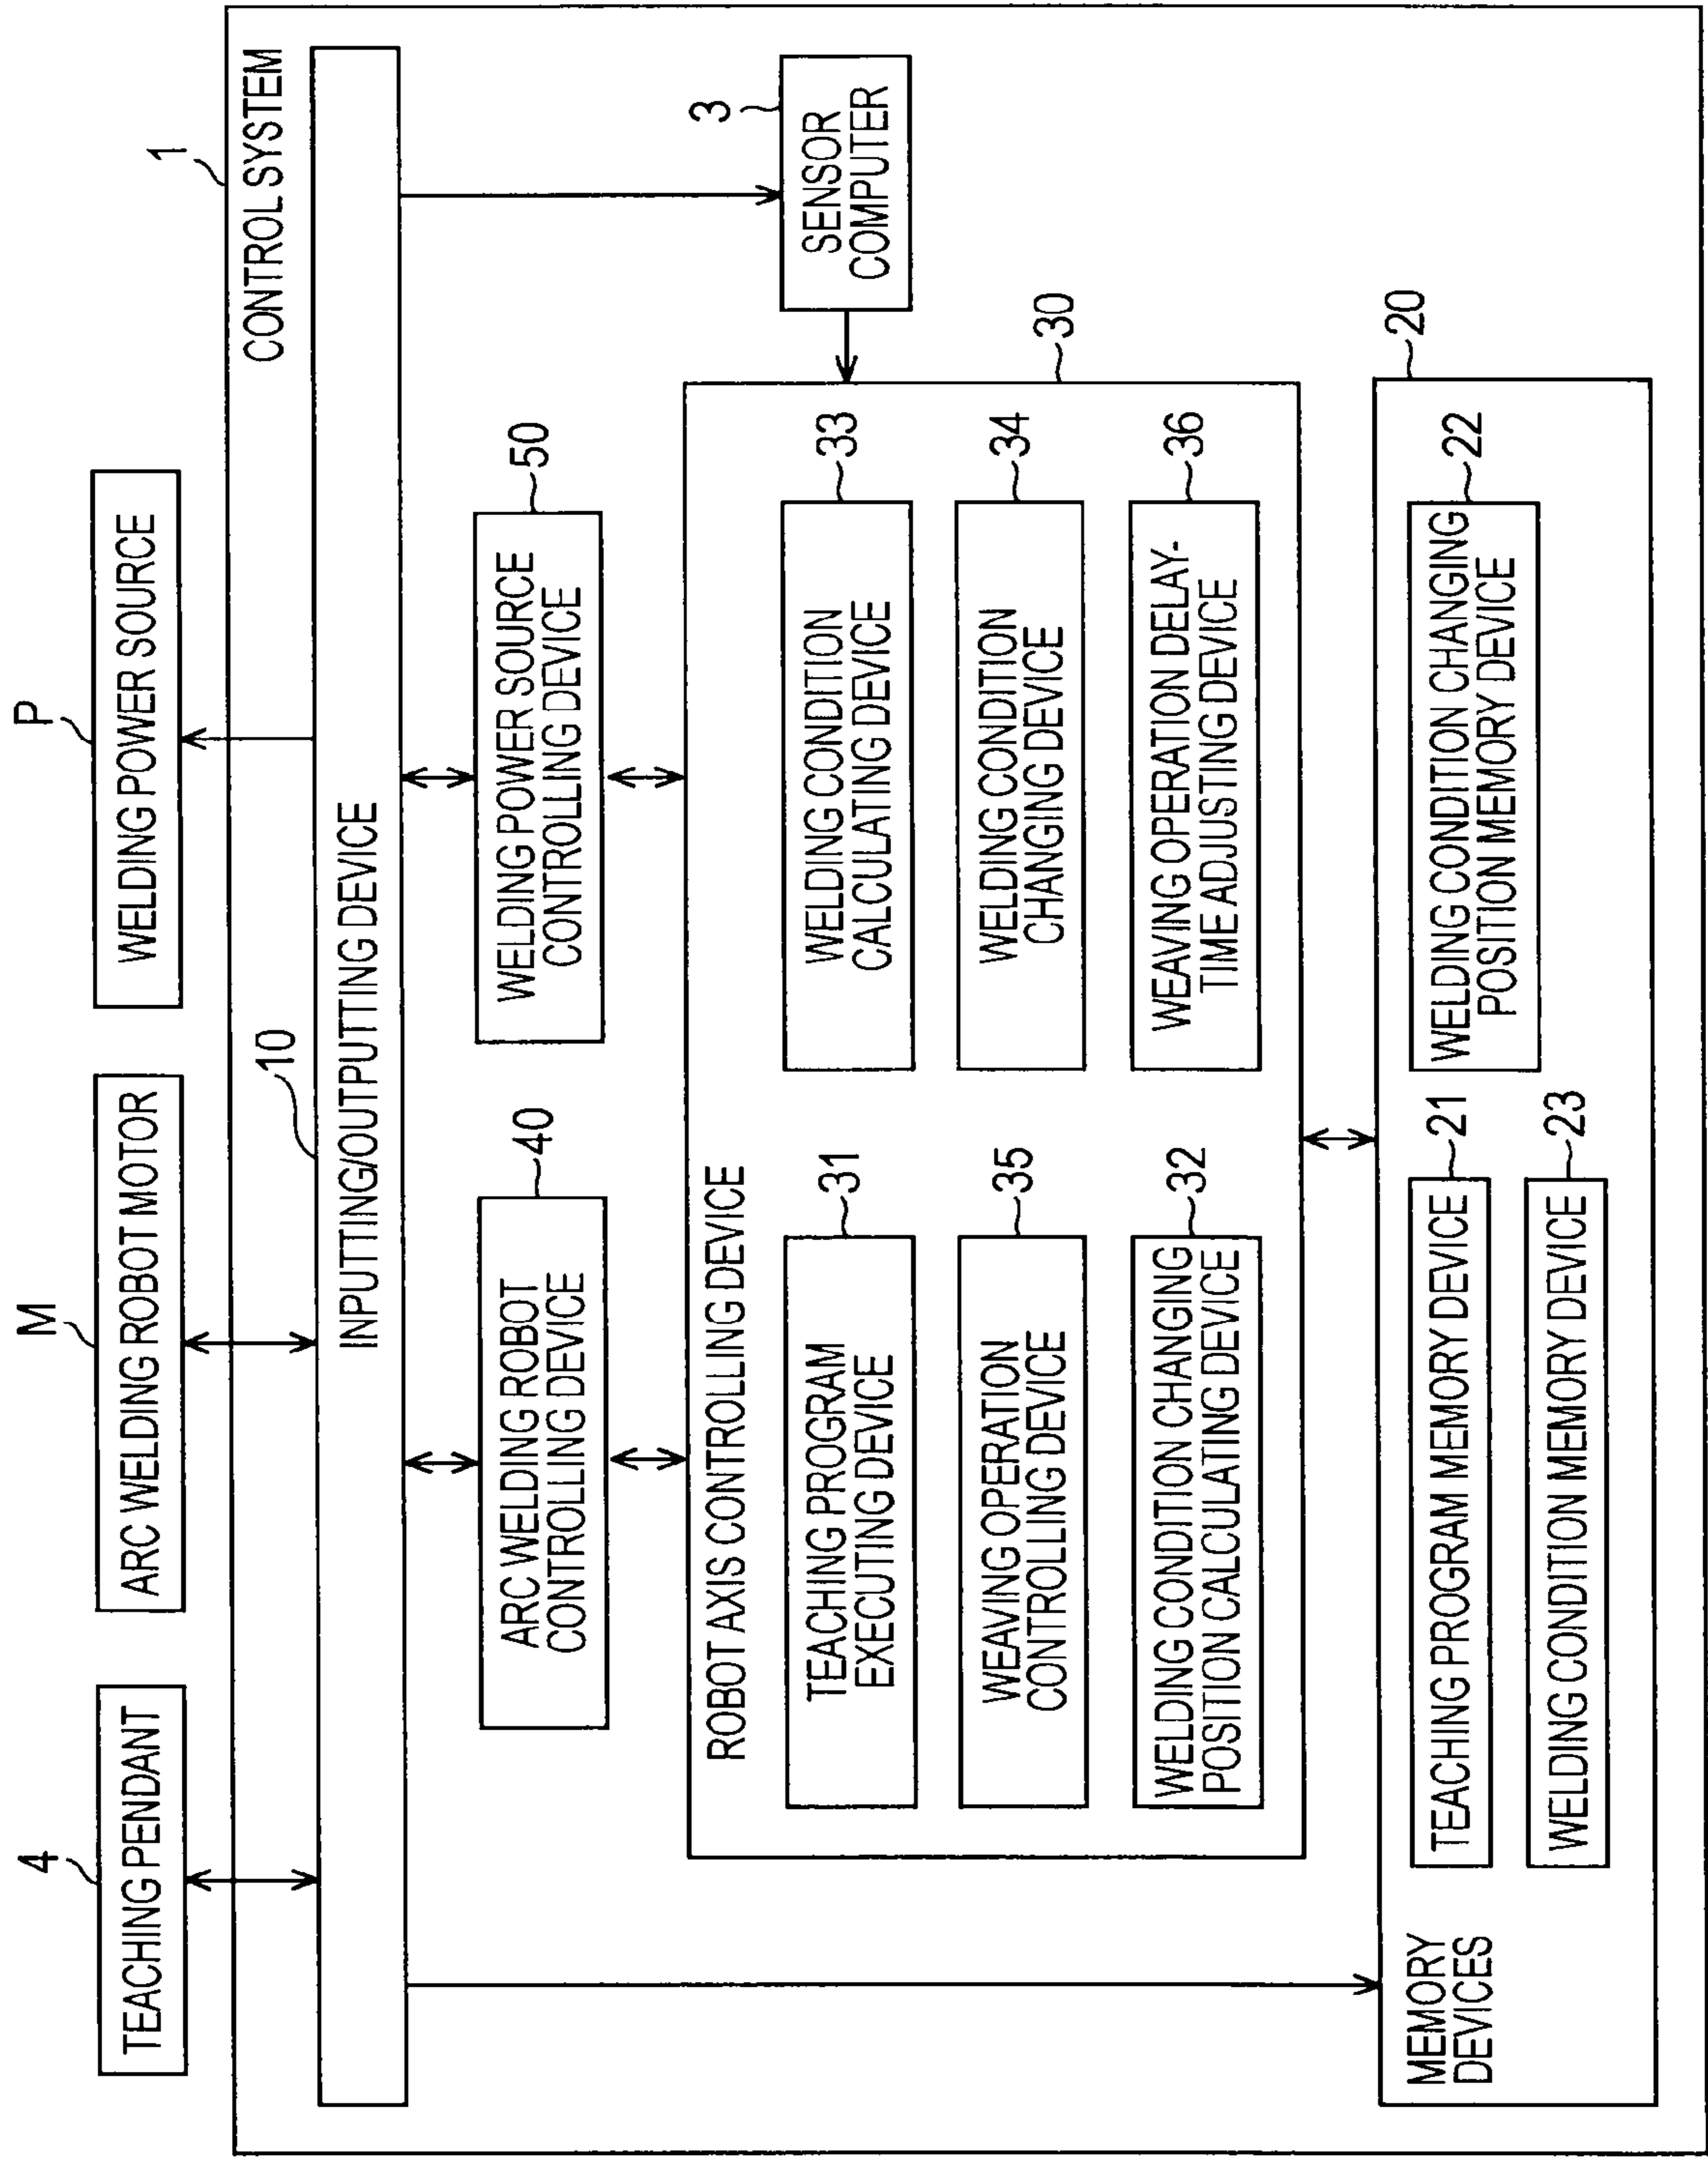 4
TEACHING PENDANT
M
ARC WELDING ROBOT MOTOR
P
WELDING POWER SOURCE
1
CONTROL SYSTEM
10
INPUTTING/OUTPUTTING DEVICE
40
ARC WELDING ROBOT
CONTROLLING DEVICE
50
WELDING POWER SOURCE
CONTROLLING DEVICE
3
SENSOR
COMPUTER
30
ROBOT AXIS CONTROLLING DEVICE
31
TEACHING PROGRAM
EXECUTING DEVICE
33
WELDING CONDITION
CALCULATING DEVICE
35
WEAVING OPERATION
CONTROLLING DEVICE
34
WELDING CONDITION
CHANGING DEVICE
32
WELDING CONDITION CHANGING
POSITION CALCULATING DEVICE
36
WEAVING OPERATION DELAY-
TIME ADJUSTING DEVICE
20
MEMORY
DEVICES
21
TEACHING PROGRAM MEMORY DEVICE
22
WELDING CONDITION CHANGING
POSITION MEMORY DEVICE
23
WELDING CONDITION MEMORY DEVICE